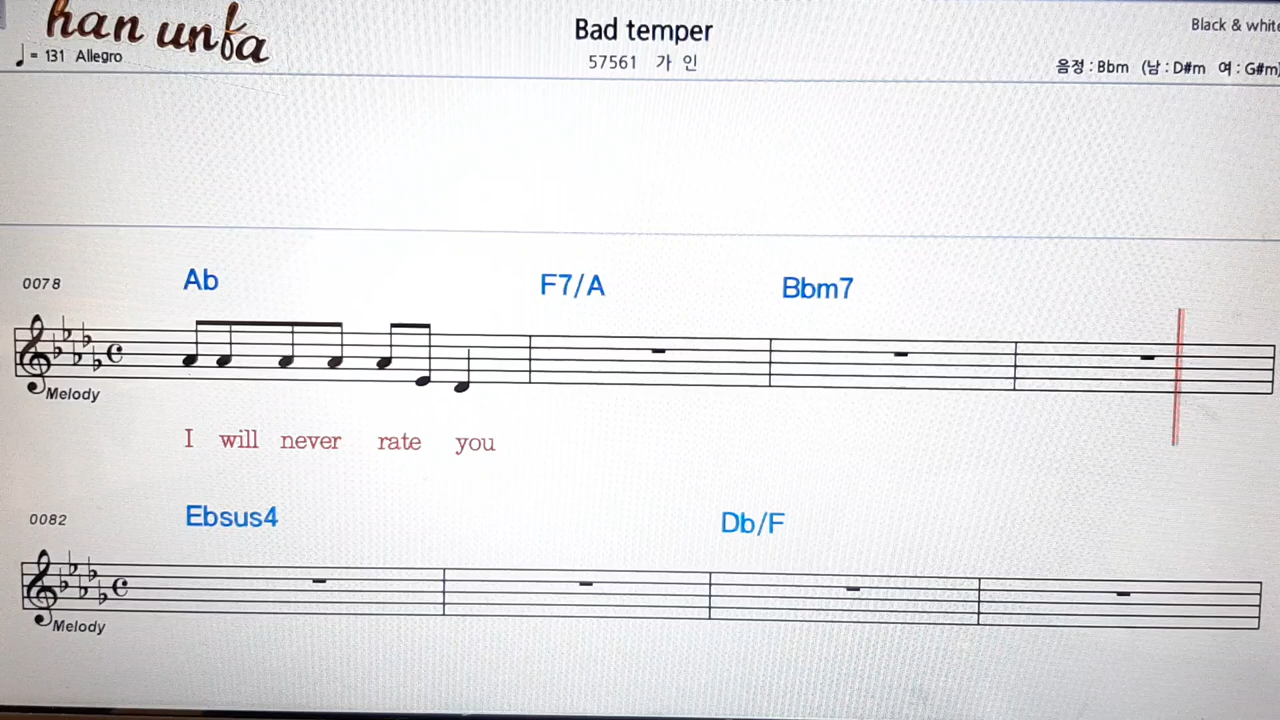 han unfa
Bad temper
Black & white
♩= 131 Allegro
57561 가 인
음정 : Bbm (남 : D#m 여 : G#m)
0078
Ab F7/A Bbm7
Melody
I will never rate you
0082
Ebsus4 Db/F
Melody